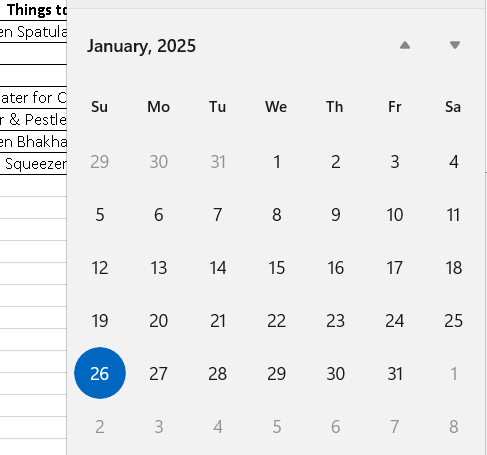 Things to
en Spatula
ater for C
r & Pestle
en Bhakha
Squeezer
January, 2025
Su Mo Tu We Th Fr Sa
29 30 31 1 2 3 4
5 6 7 8 9 10 11
12 13 14 15 16 17 18
19 20 21 22 23 24 25
26 27 28 29 30 31 1
2 3 4 5 6 7 8